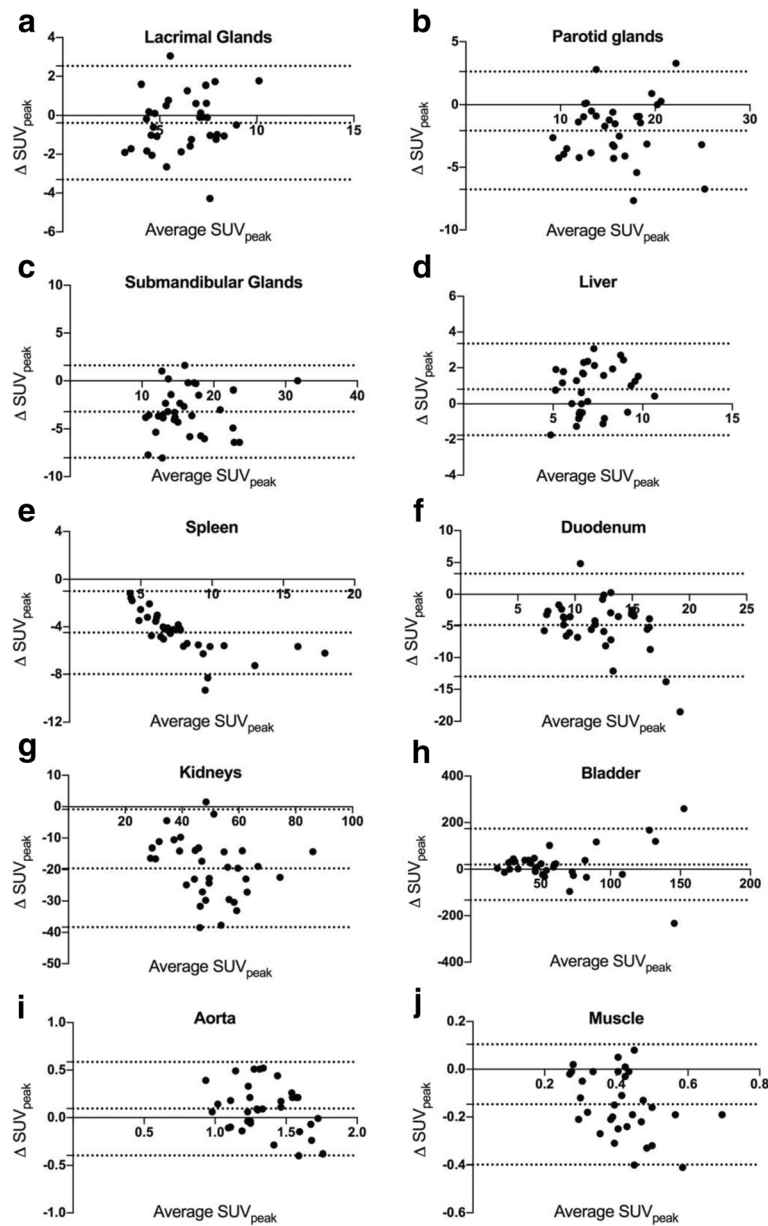 a
Lacrimal Glands
4
2
0
-2
-4
-6
5
10
15
Δ SUVpeak
Average SUVpeak
b
Parotid glands
5
0
-5
-10
10
20
30
Δ SUVpeak
Average SUVpeak
c
Submandibular Glands
10
5
0
-5
-10
10
20
30
40
Δ SUVpeak
Average SUVpeak
d
Liver
6
4
2
0
-2
-4
5
10
15
Δ SUVpeak
Average SUVpeak
e
Spleen
4
0
-4
-8
-12
5
10
15
20
Δ SUVpeak
Average SUVpeak
f
Duodenum
10
5
0
-5
-10
-15
-20
5
10
15
20
25
Δ SUVpeak
Average SUVpeak
g
Kidneys
10
0
-10
-20
-30
-40
-50
20
40
60
80
100
Δ SUVpeak
Average SUVpeak
h
Bladder
400
200
0
-200
-400
50
100
150
200
Δ SUVpeak
Average SUVpeak
i
Aorta
1.0
0.5
0.0
-0.5
-1.0
0.5
1.0
1.5
2.0
Δ SUVpeak
Average SUVpeak
j
Muscle
0.2
0.0
-0.2
-0.4
-0.6
0.2
0.4
0.6
0.8
Δ SUVpeak
Average SUVpeak